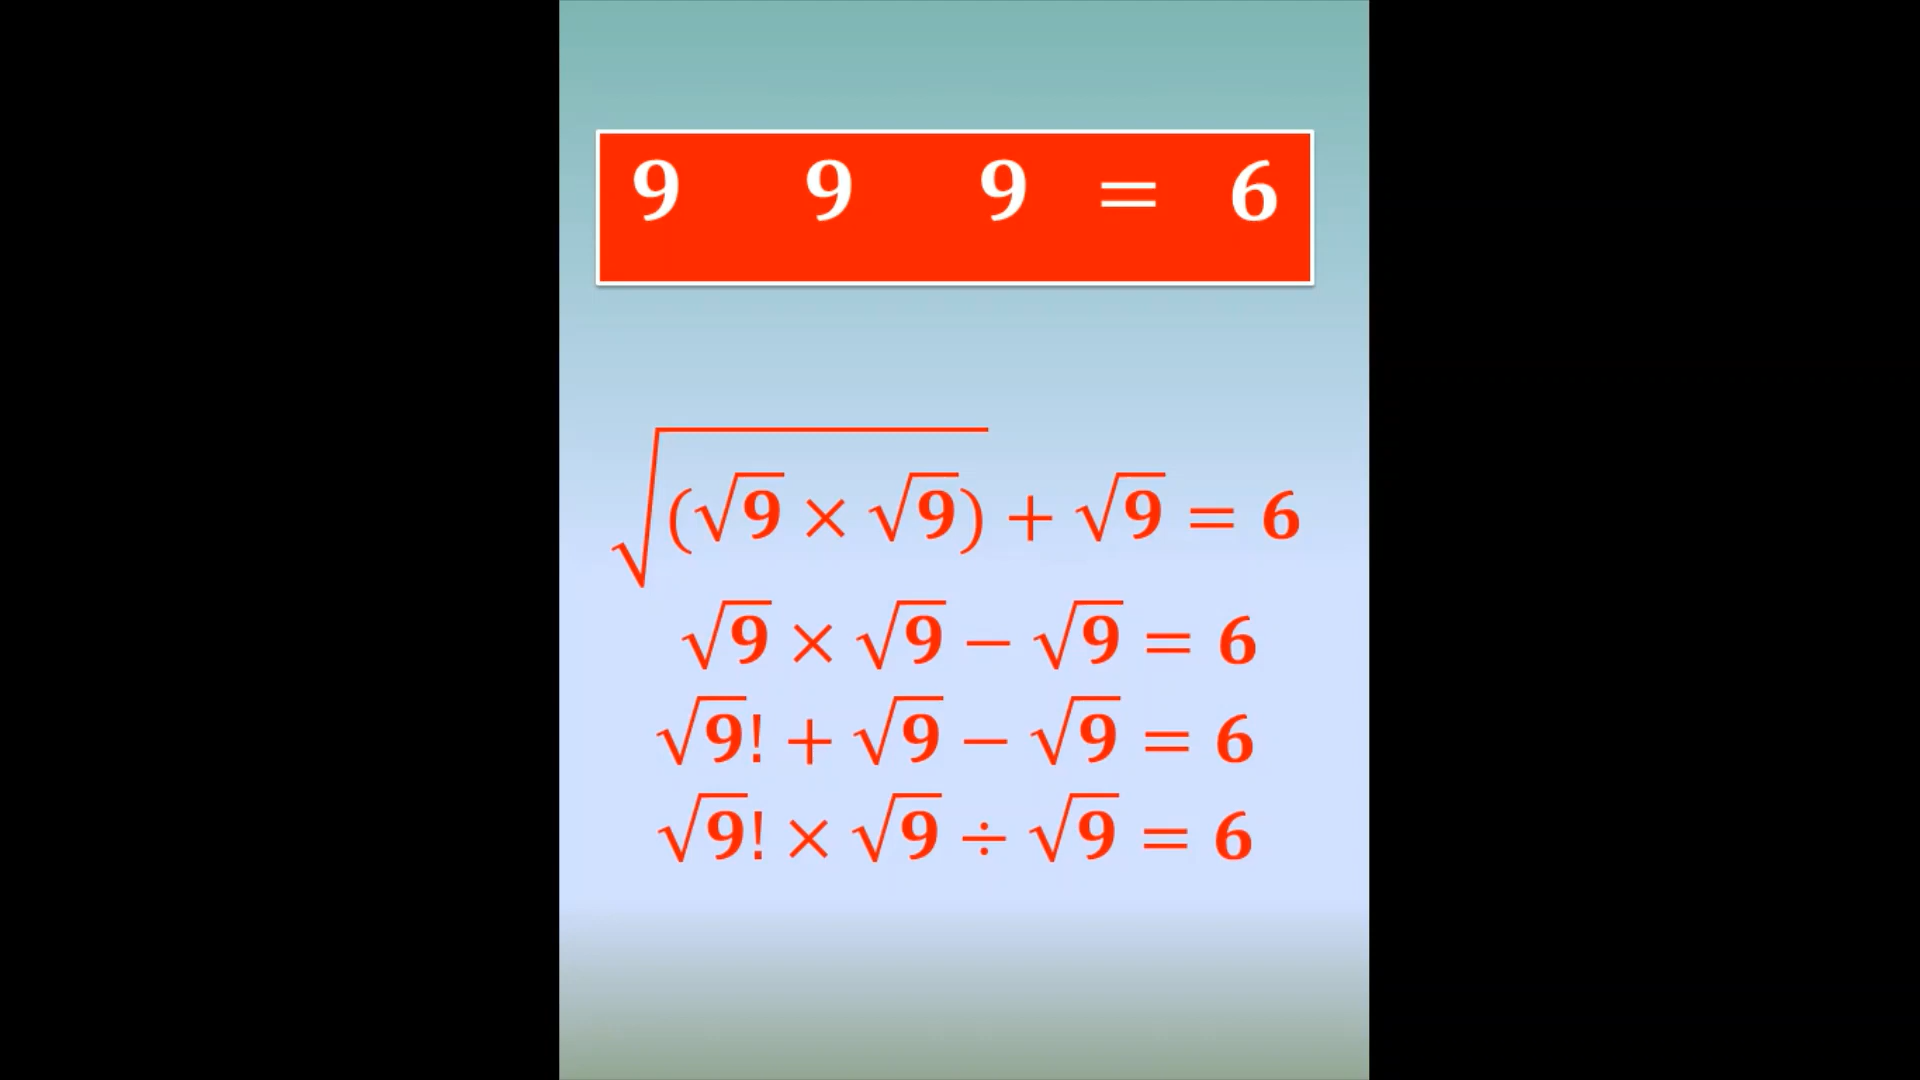 9 9 9 = 6
√(√9 × √9) + √9 = 6
√9 × √9 − √9 = 6
√9! + √9 − √9 = 6
√9! × √9 ÷ √9 = 6